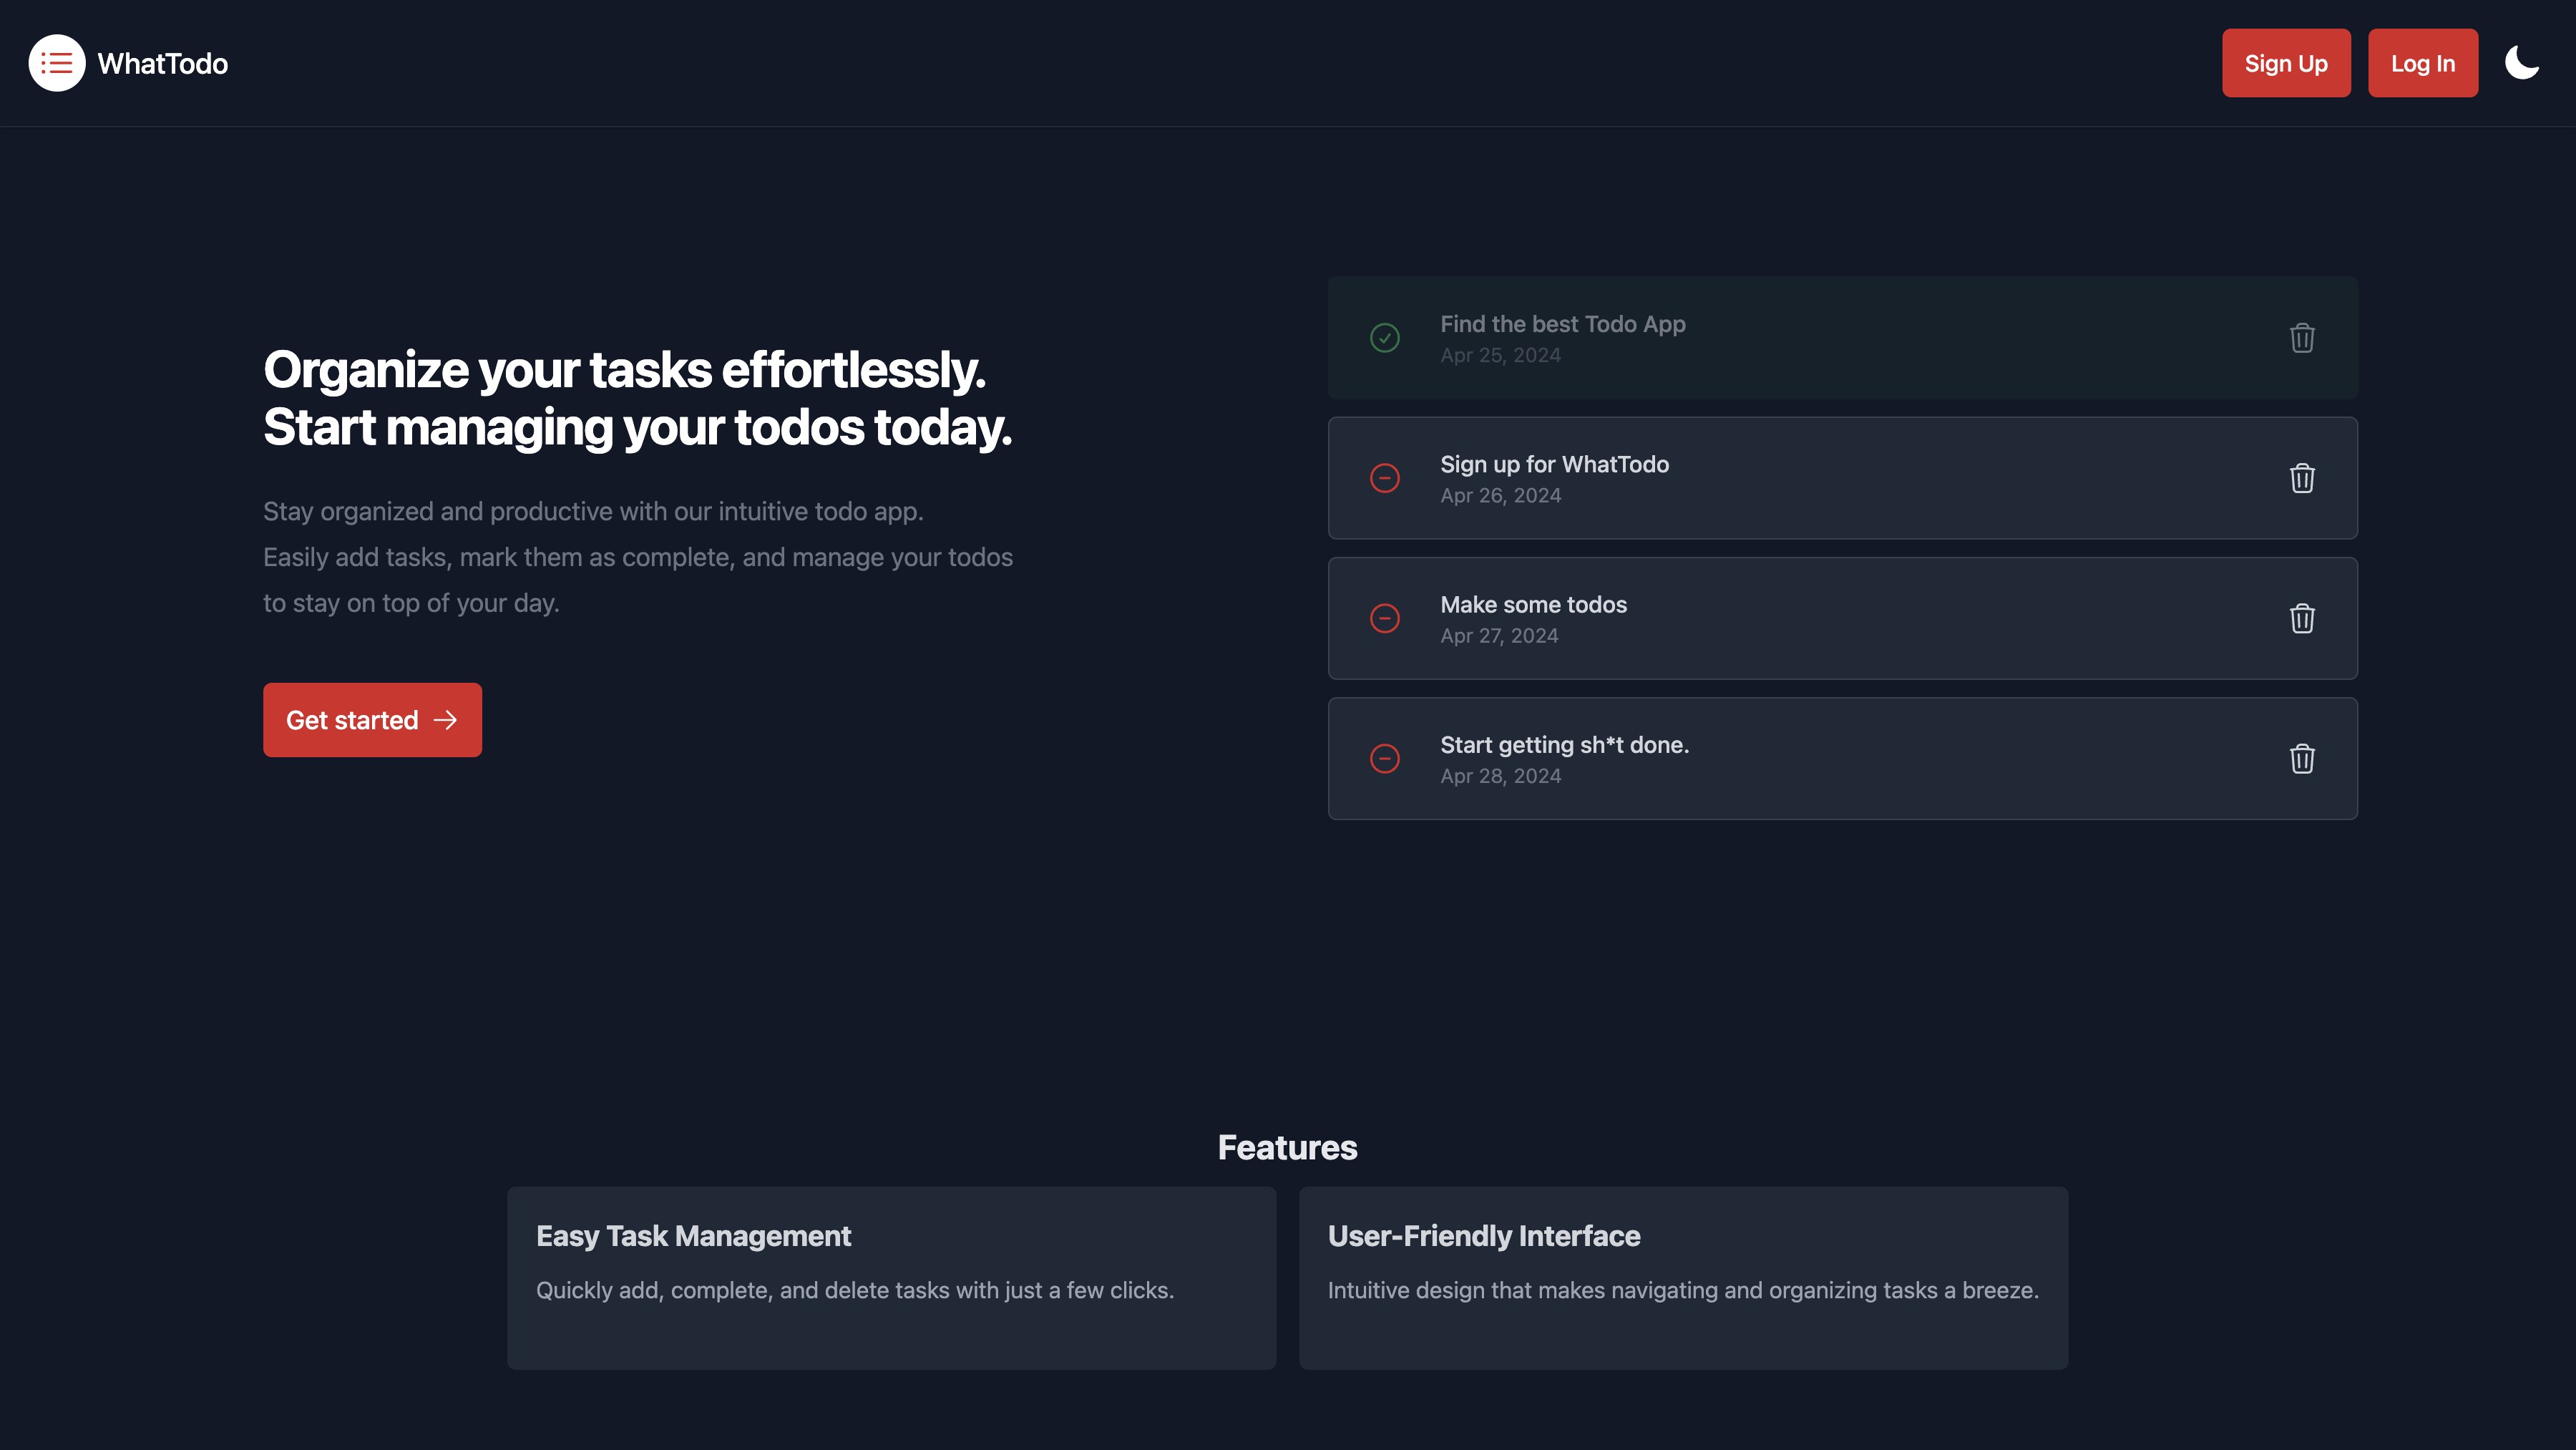 WhatTodo
Sign Up
Log In
Organize your tasks effortlessly.
Start managing your todos today.
Stay organized and productive with our intuitive todo app.
Easily add tasks, mark them as complete, and manage your todos
to stay on top of your day.
Get started
Find the best Todo App
Apr 25, 2024
Sign up for WhatTodo
Apr 26, 2024
Make some todos
Apr 27, 2024
Start getting sh*t done.
Apr 28, 2024
Features
Easy Task Management
Quickly add, complete, and delete tasks with just a few clicks.
User-Friendly Interface
Intuitive design that makes navigating and organizing tasks a breeze.